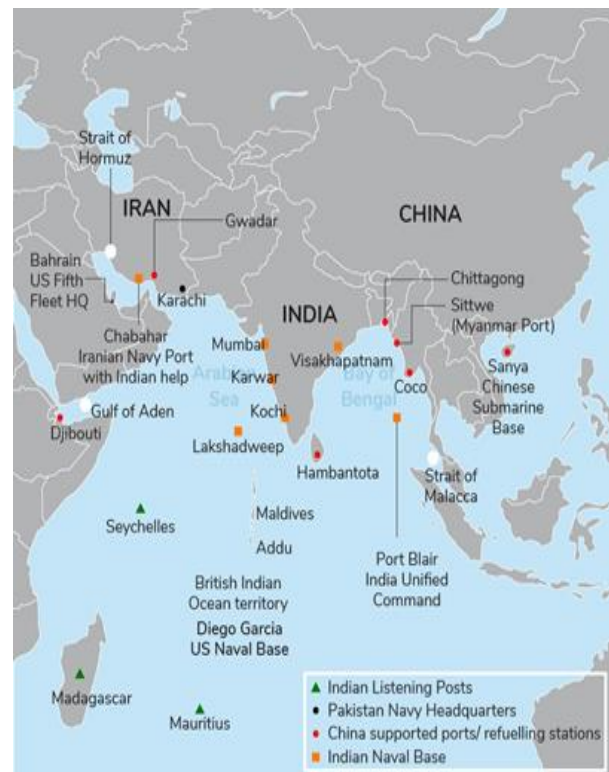 Strait of
Hormuz
IRAN
Gwadar
CHINA
Bahrain
US Fifth
Fleet HQ
Karachi
Chabahar
Iranian Navy Port
with Indian help
INDIA
Chittagong
Sittwe
(Myanmar Port)
Mumbai
Visakhapatnam
Arabian
Sea
Bay of
Bengal
Karwar
Coco
Sanya
Chinese
Submarine
Base
Gulf of Aden
Djibouti
Kochi
Lakshadweep
Hambantota
Strait of
Malacca
Seychelles
Maldives
Addu
Port Blair
India Unified
Command
British Indian
Ocean territory
Diego Garcia
US Naval Base
Madagascar
Mauritius
Indian Listening Posts
Pakistan Navy Headquarters
China supported ports/ refuelling stations
Indian Naval Base